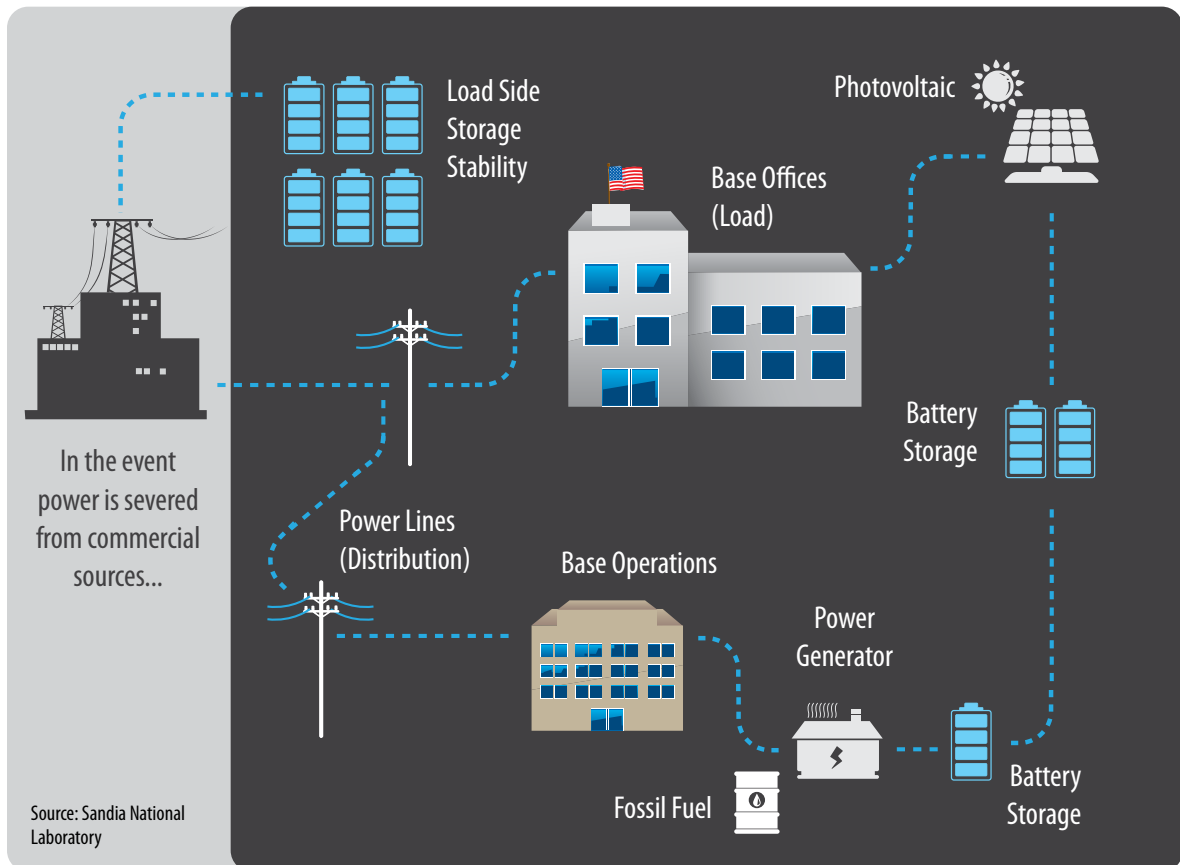 Load Side
Storage
Stability
Photovoltaic
Base Offices
(Load)
In the event
power is severed
from commercial
sources...
Battery
Storage
Power Lines
(Distribution)
Base Operations
Power
Generator
Fossil Fuel
Battery
Storage
Source: Sandia National
Laboratory